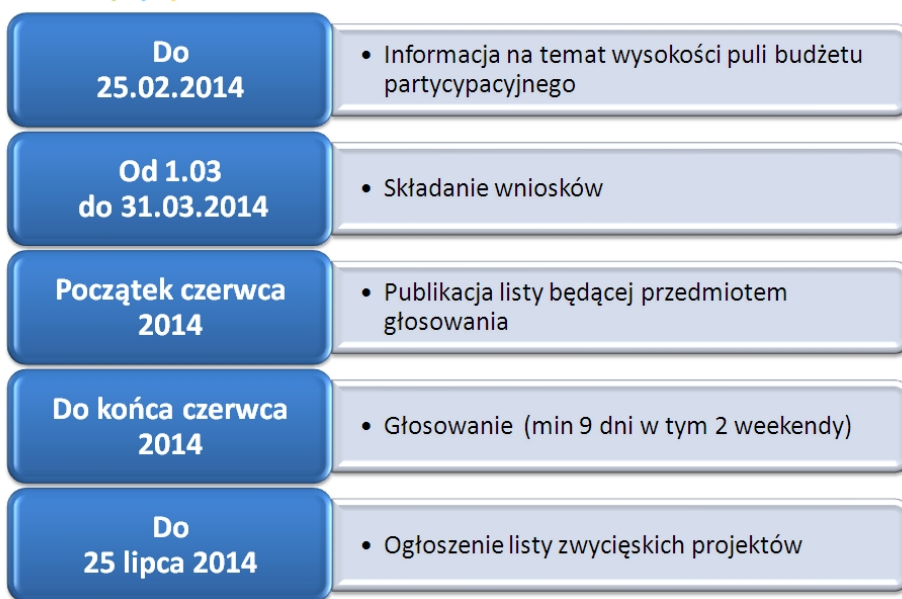 Do
25.02.2014
• Informacja na temat wysokości puli budżetu
partycypacyjnego
Od 1.03
do 31.03.2014
• Składanie wniosków
Początek czerwca
2014
• Publikacja listy będącej przedmiotem
głosowania
Do końca czerwca
2014
• Głosowanie (min 9 dni w tym 2 weekendy)
Do
25 lipca 2014
• Ogłoszenie listy zwycięskich projektów